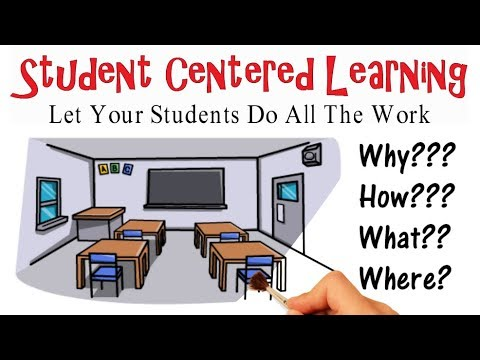 Student Centered Learning
Let Your Students Do All The Work
A B C
Why???
How???
What??
Where?